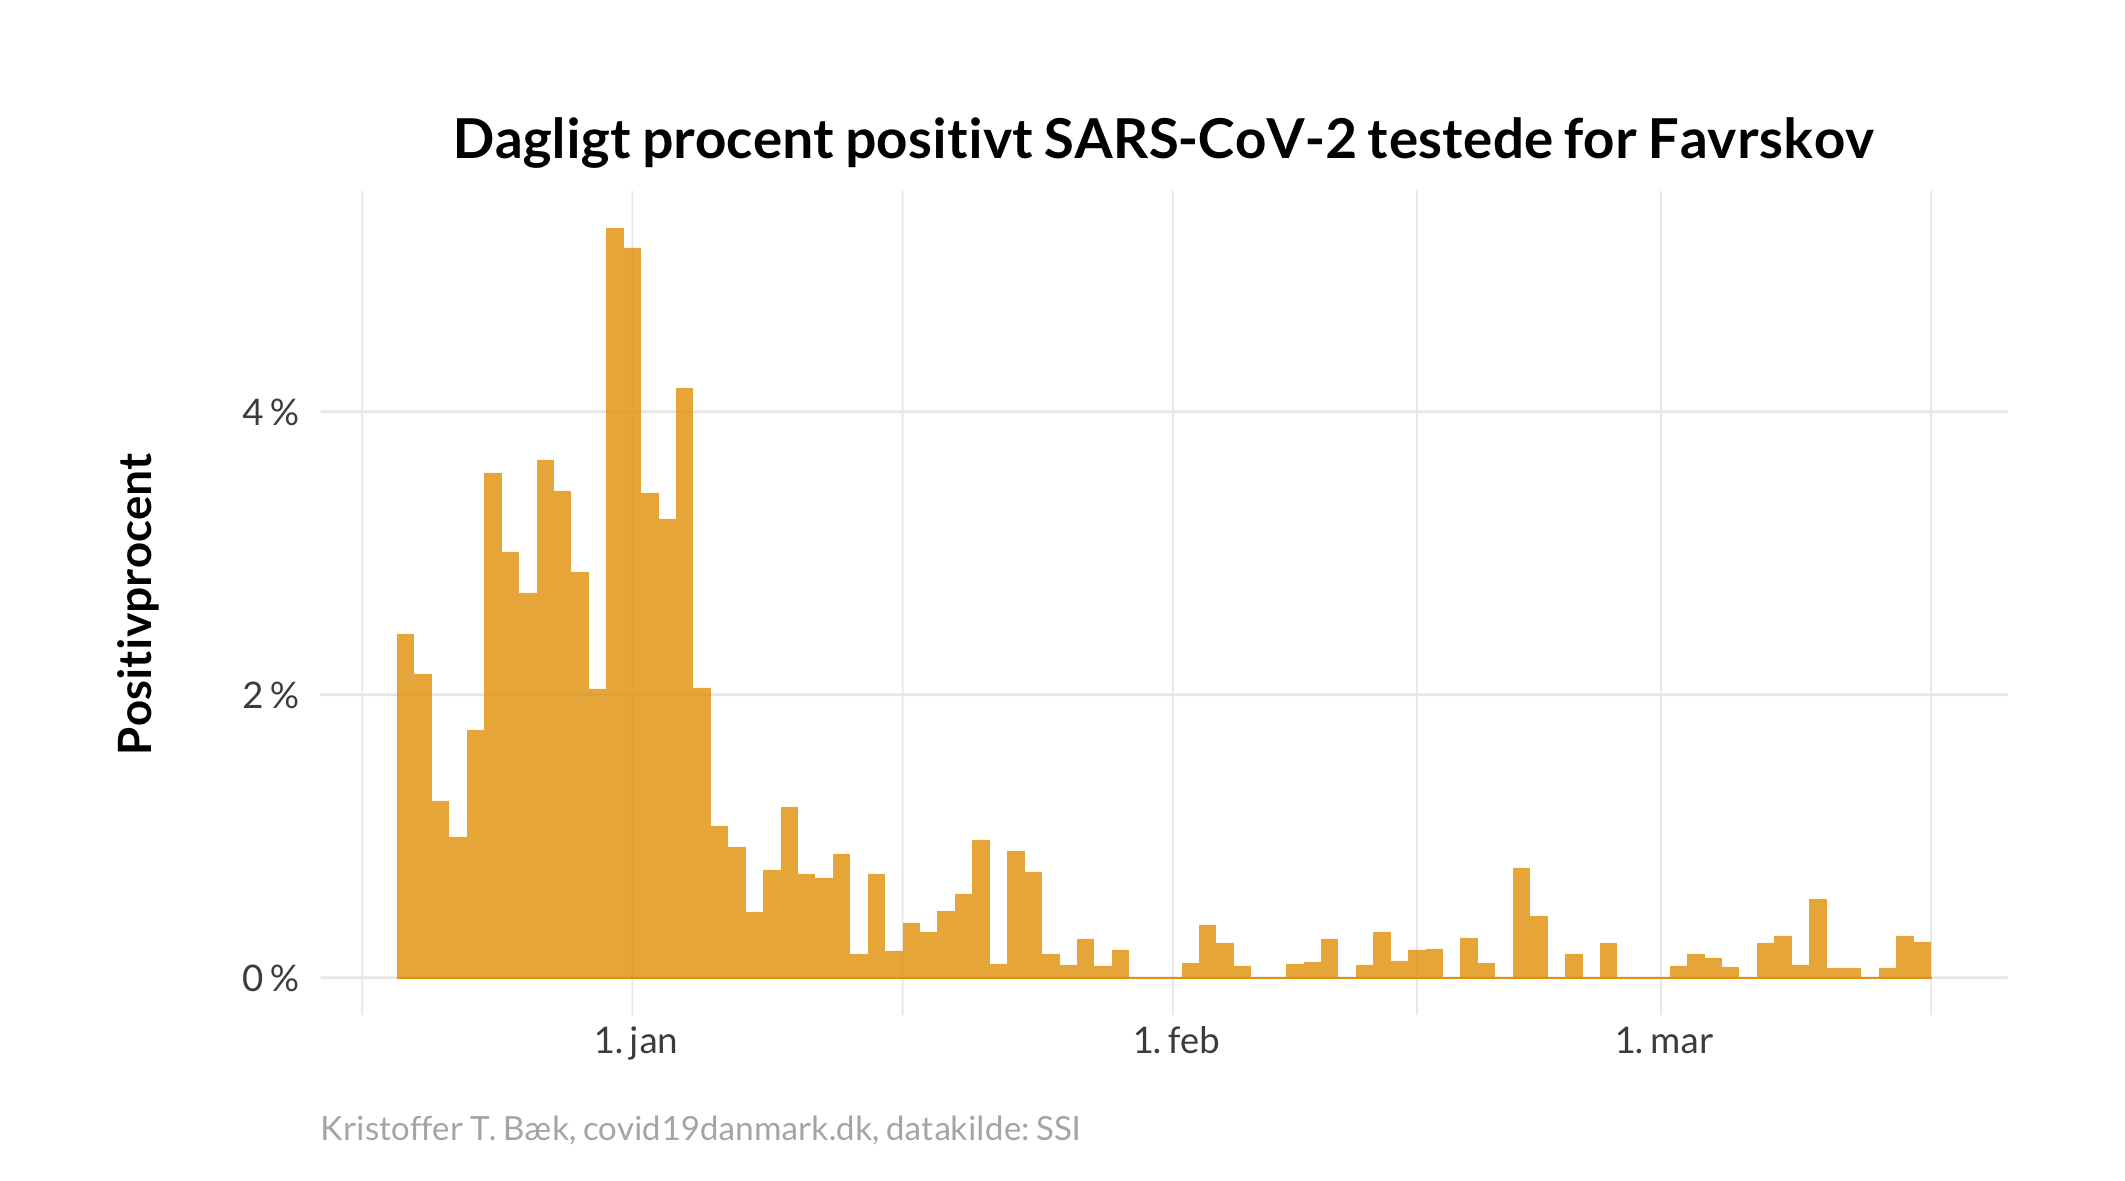 Dagligt procent positivt SARS-CoV-2 testede for Favrskov
Positivprocent
4 %
2 %
0 %
1. jan
1. feb
1. mar
Kristoffer T. Bæk, covid19danmark.dk, datakilde: SSI